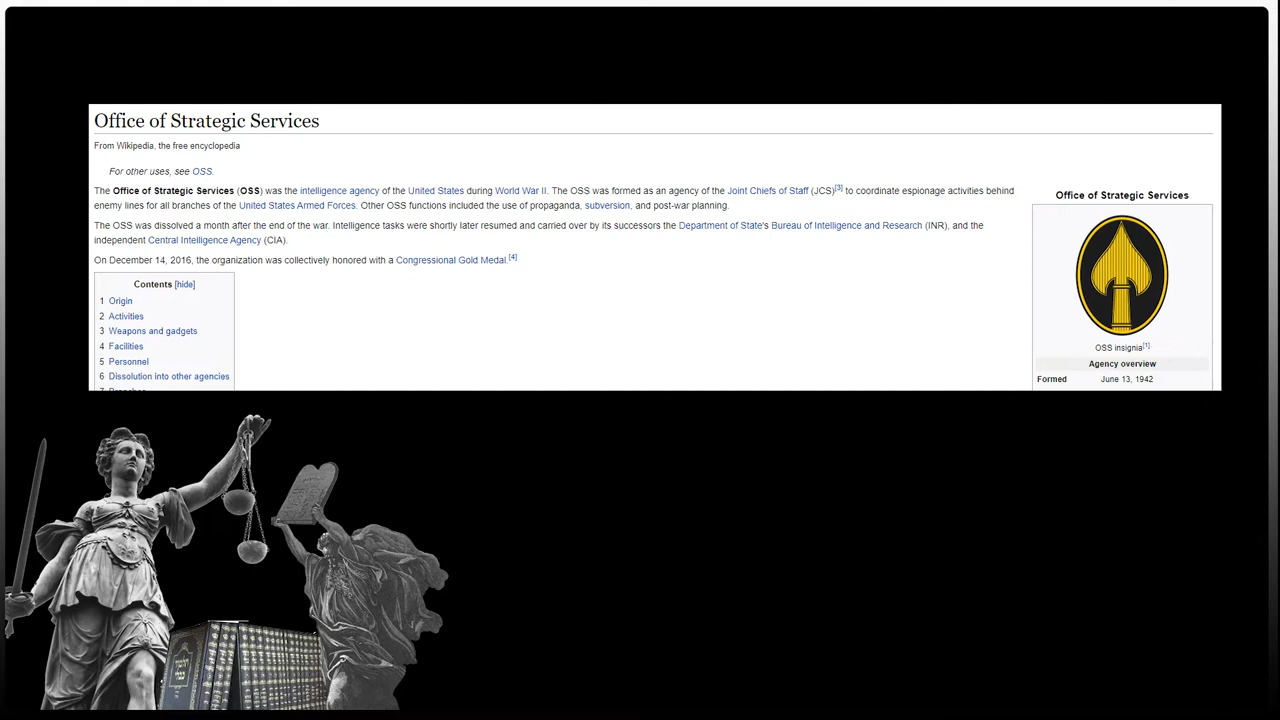 Office of Strategic Services
From Wikipedia, the free encyclopedia
For other uses, see OSS.
The Office of Strategic Services (OSS) was the intelligence agency of the United States during World War II. The OSS was formed as an agency of the Joint Chiefs of Staff (JCS)[3] to coordinate espionage activities behind
enemy lines for all branches of the United States Armed Forces. Other OSS functions included the use of propaganda, subversion, and post-war planning.
The OSS was dissolved a month after the end of the war. Intelligence tasks were shortly later resumed and carried over by its successors the Department of State's Bureau of Intelligence and Research (INR), and the
independent Central Intelligence Agency (CIA).
On December 14, 2016, the organization was collectively honored with a Congressional Gold Medal.[4]
Contents [hide]
1 Origin
2 Activities
3 Weapons and gadgets
4 Facilities
5 Personnel
6 Dissolution into other agencies
Office of Strategic Services
OSS insignia[1]
Agency overview
Formed June 13, 1942